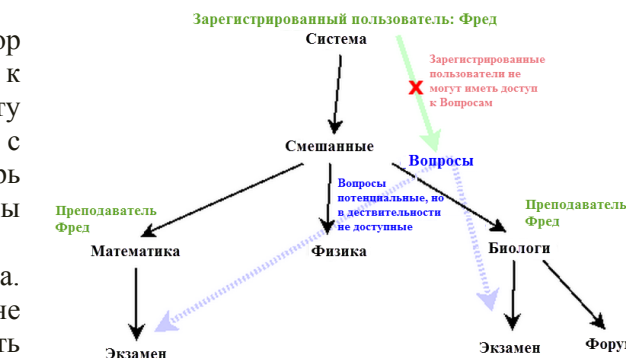 Зарегистрированный пользователь: Фред
Система
Зарегистрированные
пользователи не
могут иметь доступ
к Вопросам
X
Смешанные
Вопросы
Вопросы
потенциальные, но
в дествительности
не доступные
Преподаватель
Фред
Преподаватель
Фред
Математика
Физика
Биологи
Экзамен
Экзамен
к
с